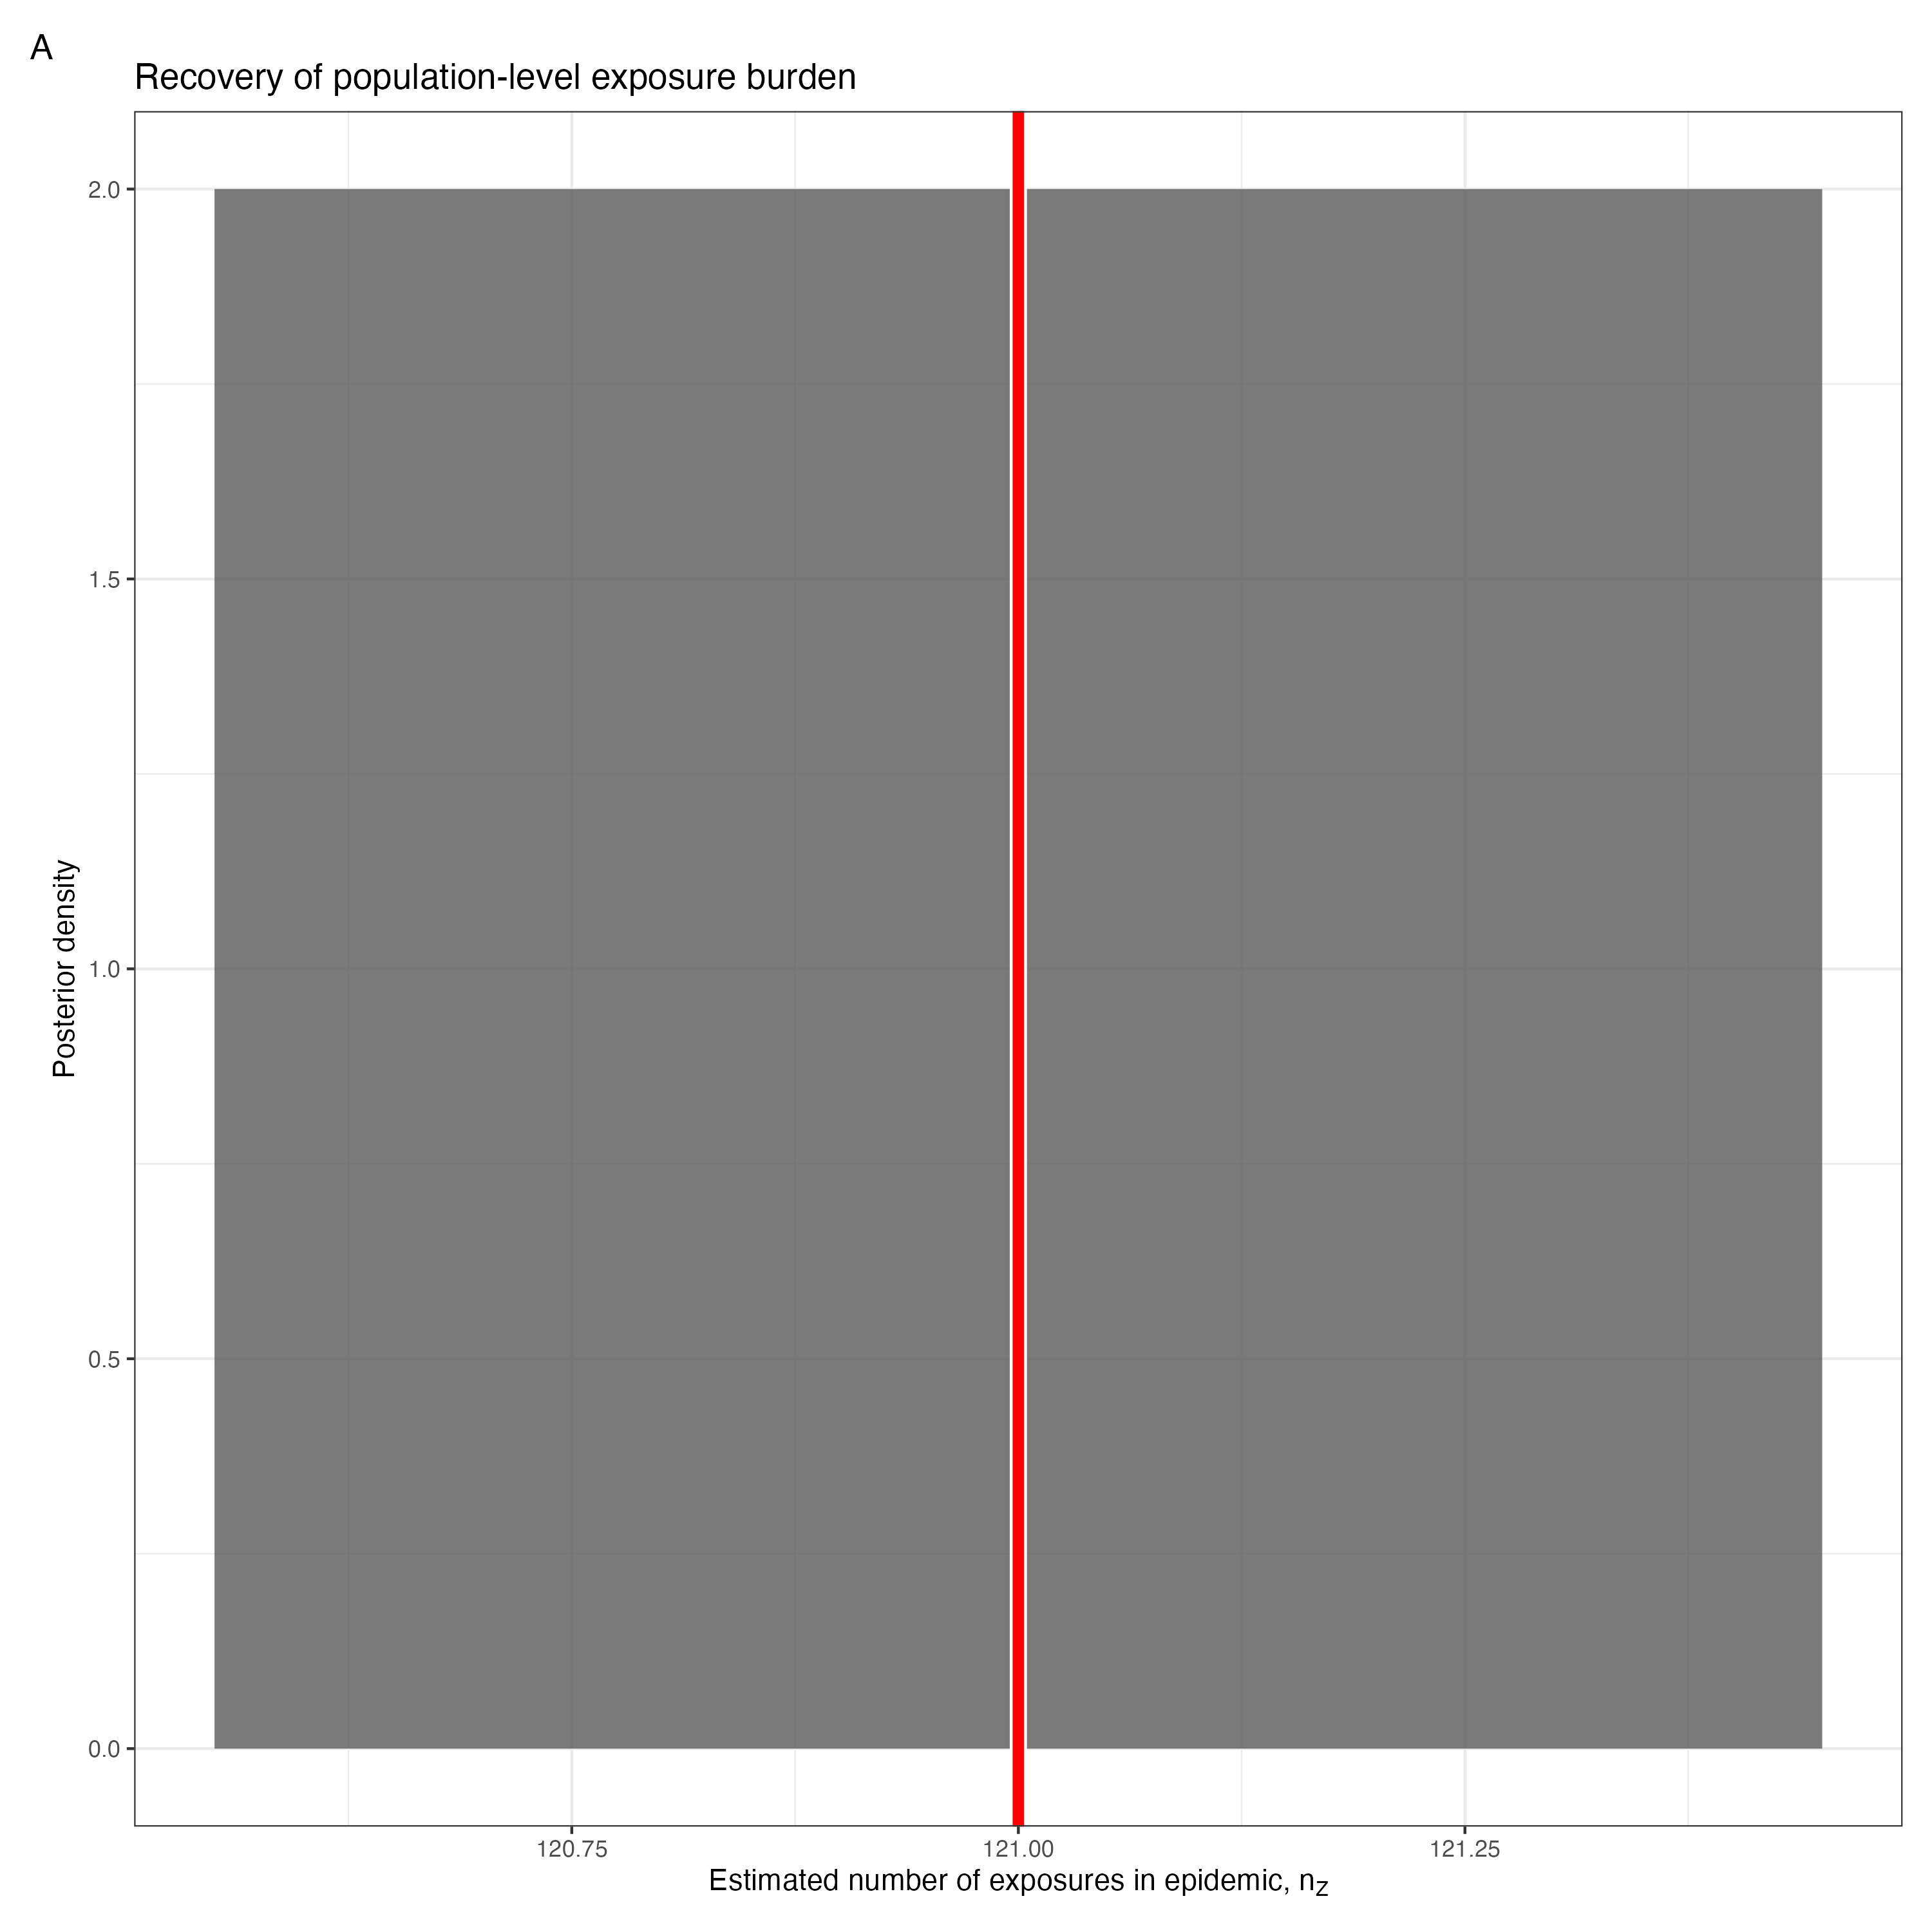 A
Recovery of population-level exposure burden
Posterior density
2.0
1.5
1.0
0.5
0.0
120.75 121.00 121.25
Estimated number of exposures in epidemic, nZ